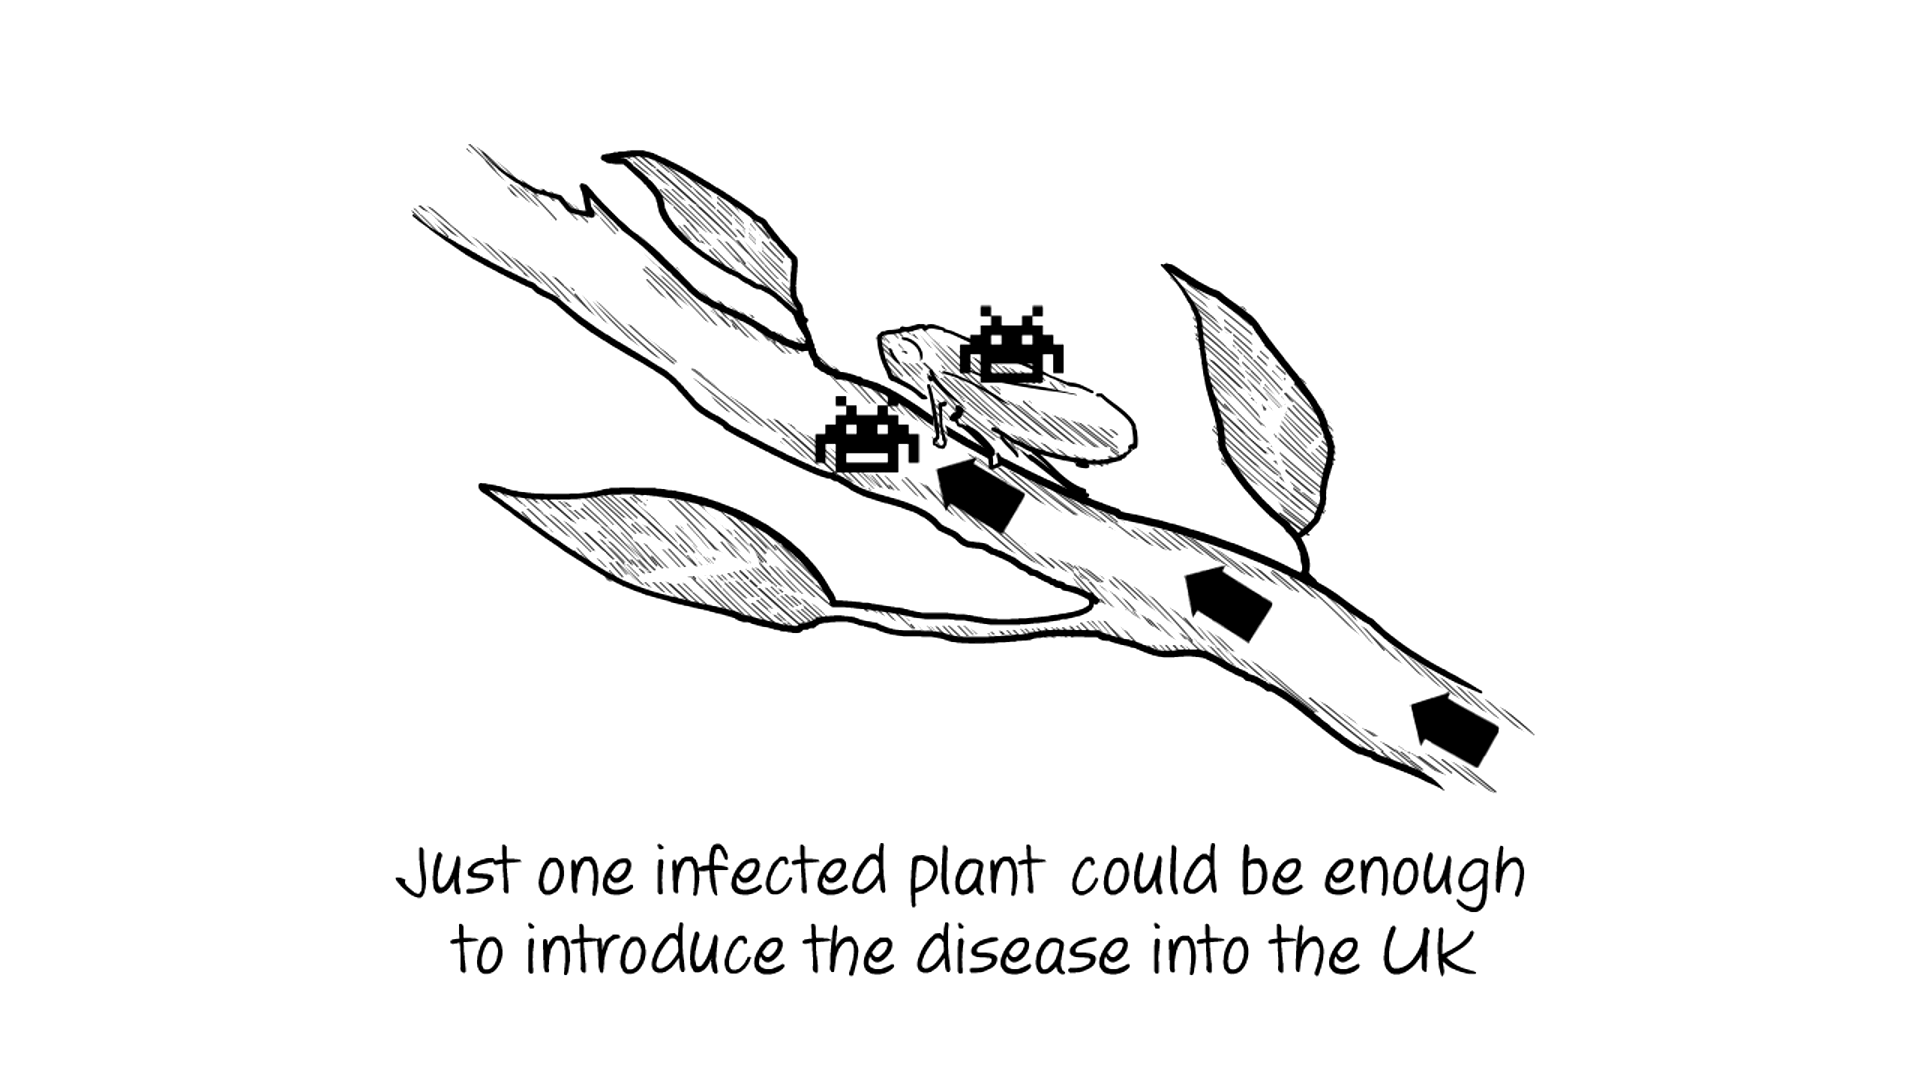 Just one infected plant could be enough
to introduce the disease into the UK